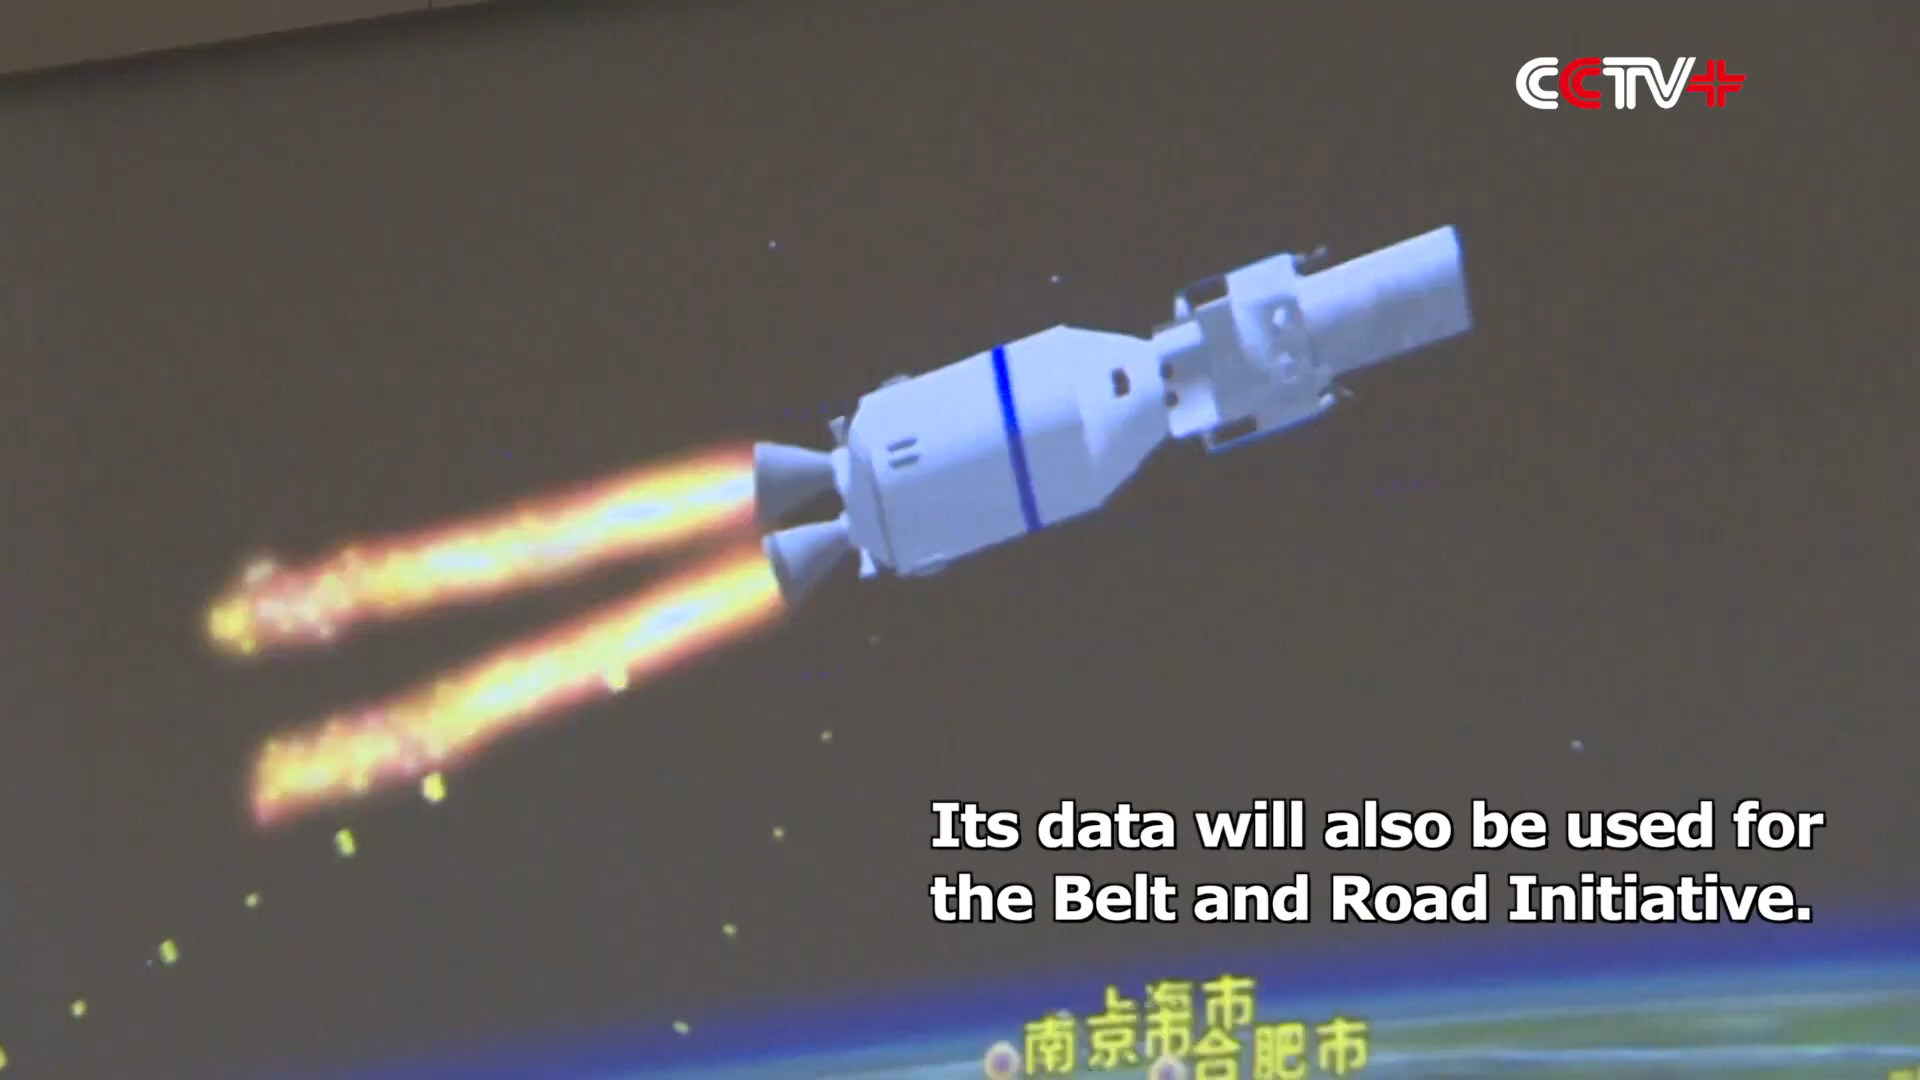 CCTV+
Its data will also be used for
the Belt and Road Initiative.
上海市
南京市
合肥市